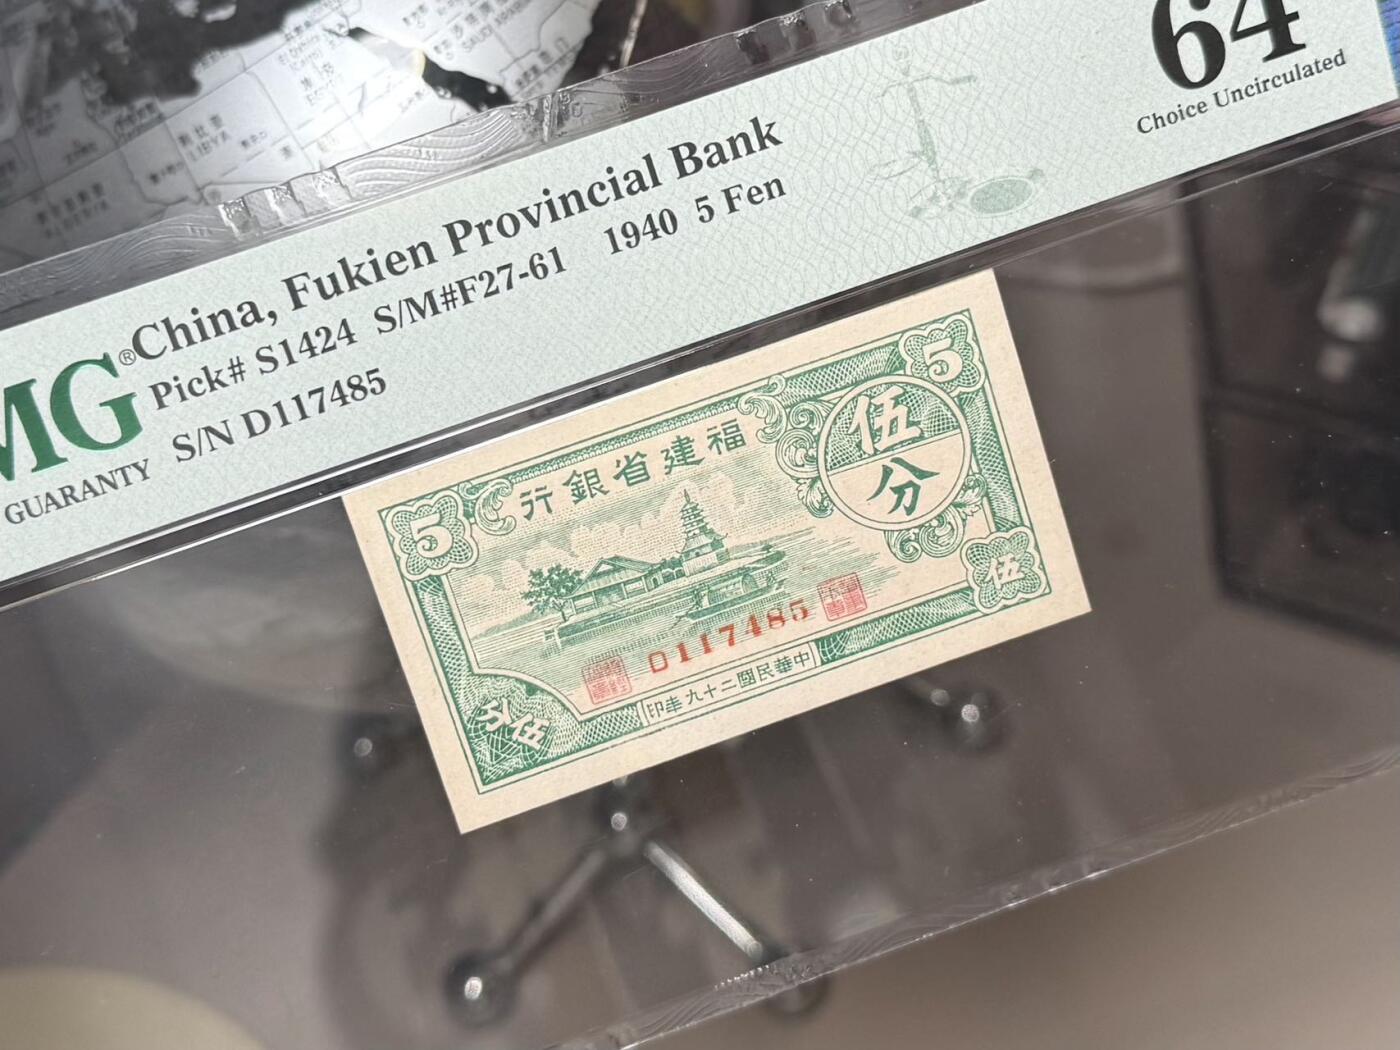 64
Choice Uncirculated
China, Fukien Provincial Bank
Pick# S1424 S/M#F27-61 1940 5 Fen
S/N D117485
MG®
GUARANTY
5
福建省銀行
伍分
5
伍
D117485
中華民國二十九年印
伍分
LIBYA